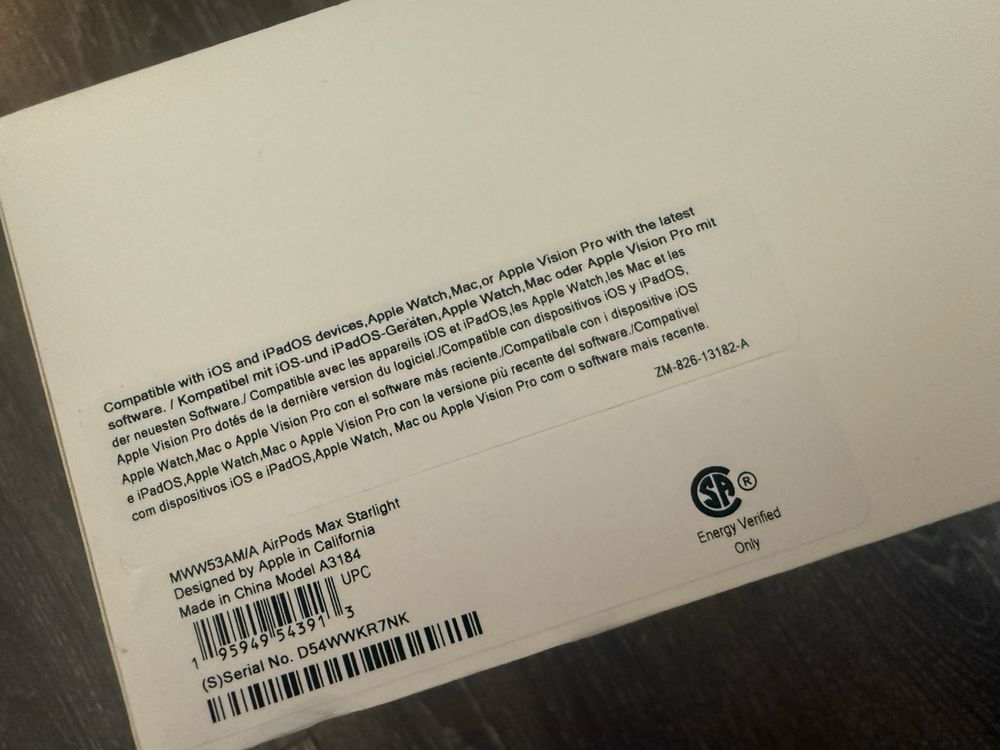 Compatible with iOS and iPadOS devices,Apple Watch,Mac,or Apple Vision Pro with the latest
software. / Kompatibel mit iOS-und iPadOS-Geräten,Apple Watch,Mac oder Apple Vision Pro mit
der neuesten Software./ Compatible avec les appareils iOS et iPadOS,les Apple Watch,les Mac et les
Apple Vision Pro dotés de la dernière version du logiciel./Compatible con dispositivos iOS y iPadOS,
Apple Watch,Mac o Apple Vision Pro con el software más reciente./Compatibale con i dispositive iOS
e iPadOS,Apple Watch,Mac o Apple Vision Pro con la versione più recente del software./Compativel
com dispositivos iOS e iPadOS,Apple Watch, Mac ou Apple Vision Pro com o software mais recente.
ZM-826-13182-A
MWW53AM/A AirPods Max Starlight
Designed by Apple in California
Made in China Model A3184
UPC
1 95949 54391 3
(S)Serial No. D54WWKR7NK
SA ®
Energy Verified
Only